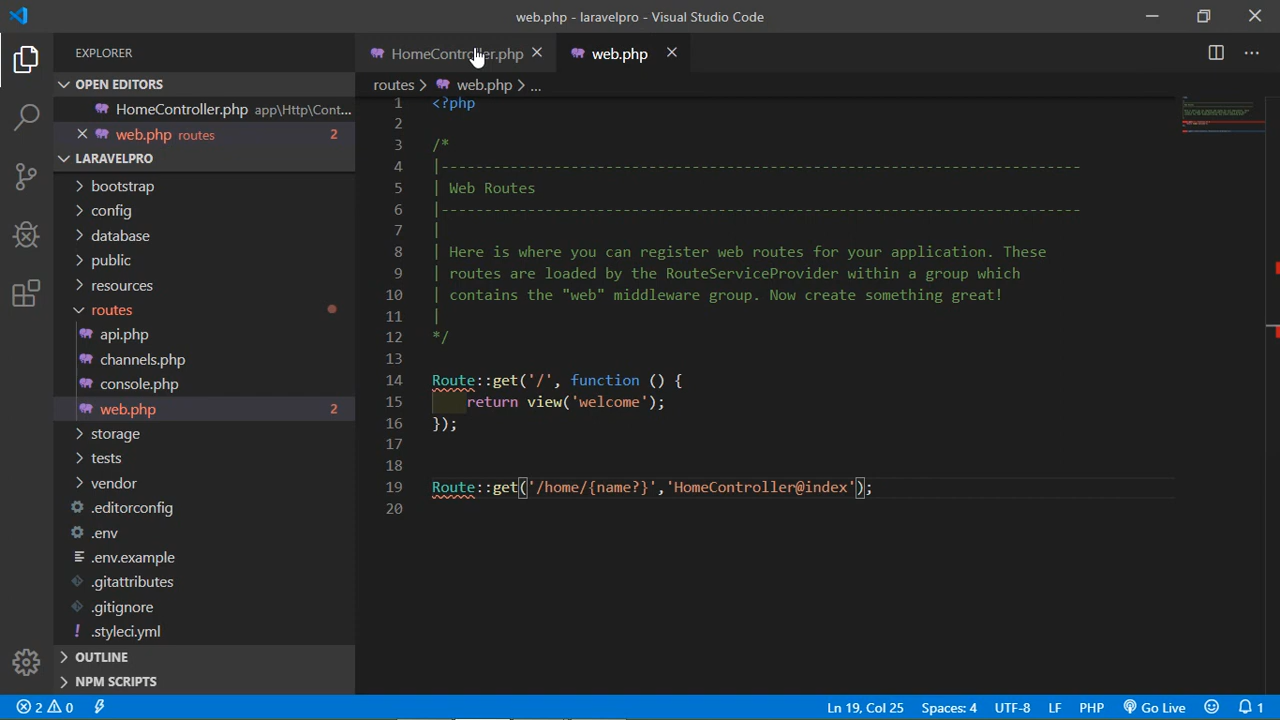 web.php - laravelpro - Visual Studio Code
EXPLORER
HomeController.php
web.php
OPEN EDITORS
HomeController.php app\Http\Cont...
web.php routes 2
LARAVELPRO
bootstrap
config
database
public
resources
routes
api.php
channels.php
console.php
web.php 2
storage
tests
vendor
.editorconfig
.env
.env.example
.gitattributes
.gitignore
! .styleci.yml
OUTLINE
NPM SCRIPTS
routes > web.php > ...
1 <?php
2
3 /*
4 |--------------------------------------------------------------------------
5 | Web Routes
6 |--------------------------------------------------------------------------
7 |
8 | Here is where you can register web routes for your application. These
9 | routes are loaded by the RouteServiceProvider within a group which
10 | contains the "web" middleware group. Now create something great!
11 |
12 */
13
14 Route::get('/', function () {
15     return view('welcome');
16 });
17
18
19 Route::get('/home/{name?}','HomeController@index');
20
2 0
Ln 19, Col 25 Spaces: 4 UTF-8 LF PHP Go Live 1